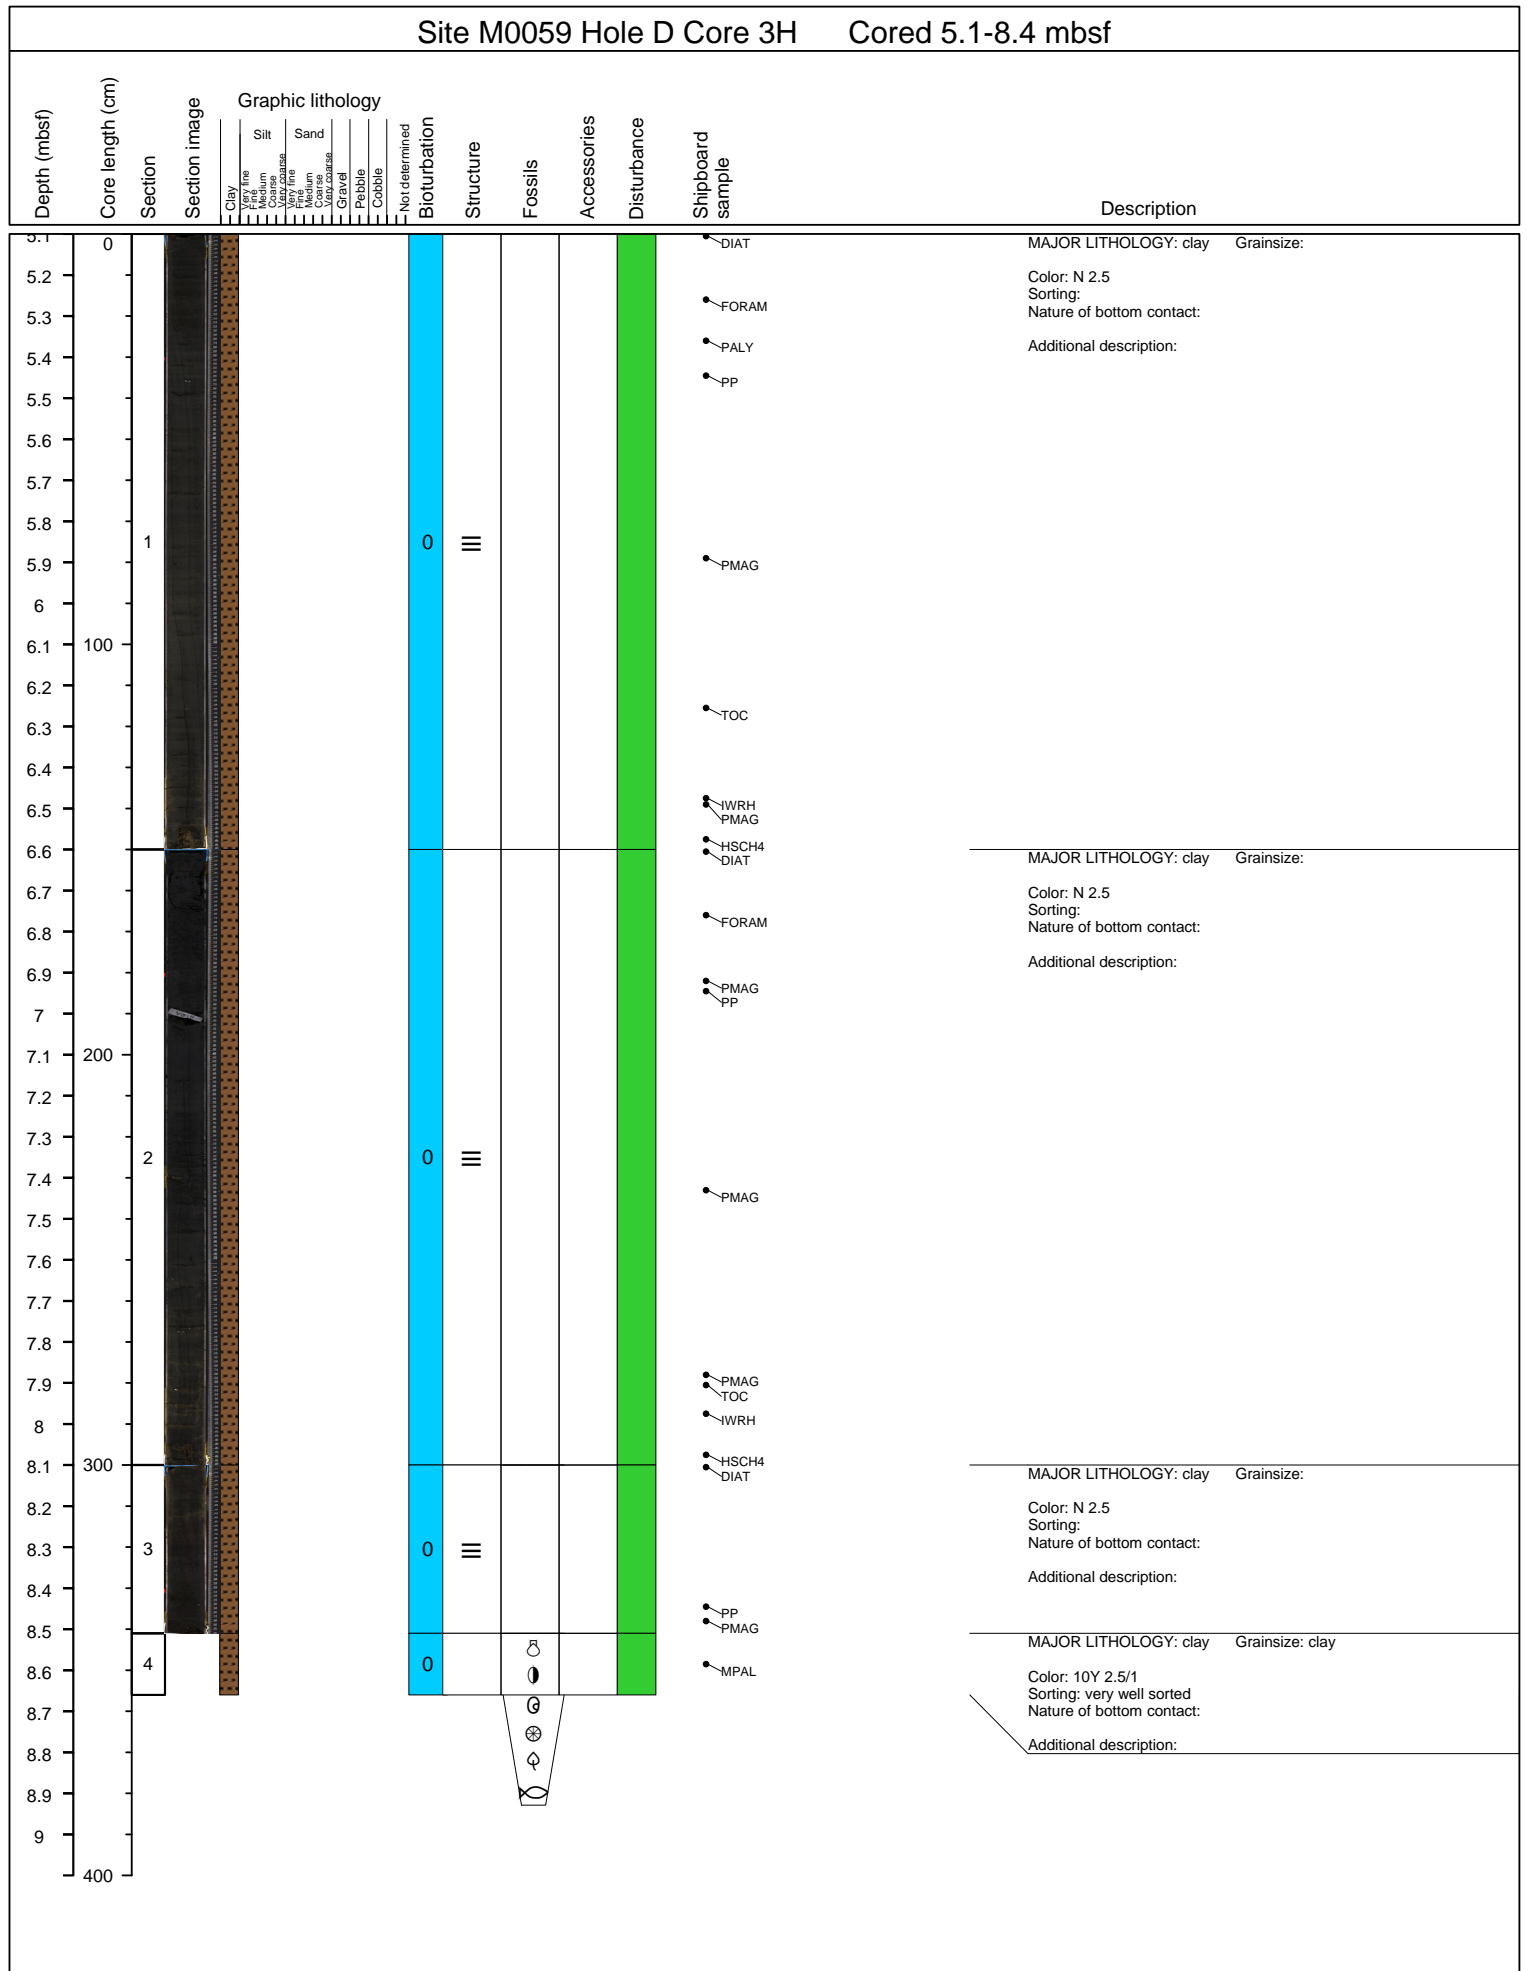 Site M0059 Hole D Core 3H Cored 5.1-8.4 mbsf
Depth (mbsf)
Core length (cm)
Section
Section image
Graphic lithology
Clay
Silt
Very fine
Fine
Medium
Coarse
Very coarse
Sand
Very fine
Fine
Medium
Coarse
Very coarse
Gravel
Pebble
Cobble
Not determined
Bioturbation
Structure
Fossils
Accessories
Disturbance
Shipboard
sample
Description
5.1
5.2
5.3
5.4
5.5
5.6
5.7
5.8
5.9
6
6.1
6.2
6.3
6.4
6.5
6.6
6.7
6.8
6.9
7
7.1
7.2
7.3
7.4
7.5
7.6
7.7
7.8
7.9
8
8.1
8.2
8.3
8.4
8.5
8.6
8.7
8.8
8.9
9
0
100
200
300
400
1
2
3
4
0
0
0
0
DIAT
FORAM
PALY
PP
PMAG
TOC
IWRH
PMAG
HSCH4
DIAT
FORAM
PMAG
PP
PMAG
PMAG
TOC
IWRH
HSCH4
DIAT
PP
PMAG
MPAL
MAJOR LITHOLOGY: clay Grainsize:
Color: N 2.5
Sorting:
Nature of bottom contact:
Additional description:
MAJOR LITHOLOGY: clay Grainsize:
Color: N 2.5
Sorting:
Nature of bottom contact:
Additional description:
MAJOR LITHOLOGY: clay Grainsize:
Color: N 2.5
Sorting:
Nature of bottom contact:
Additional description:
MAJOR LITHOLOGY: clay Grainsize: clay
Color: 10Y 2.5/1
Sorting: very well sorted
Nature of bottom contact:
Additional description: